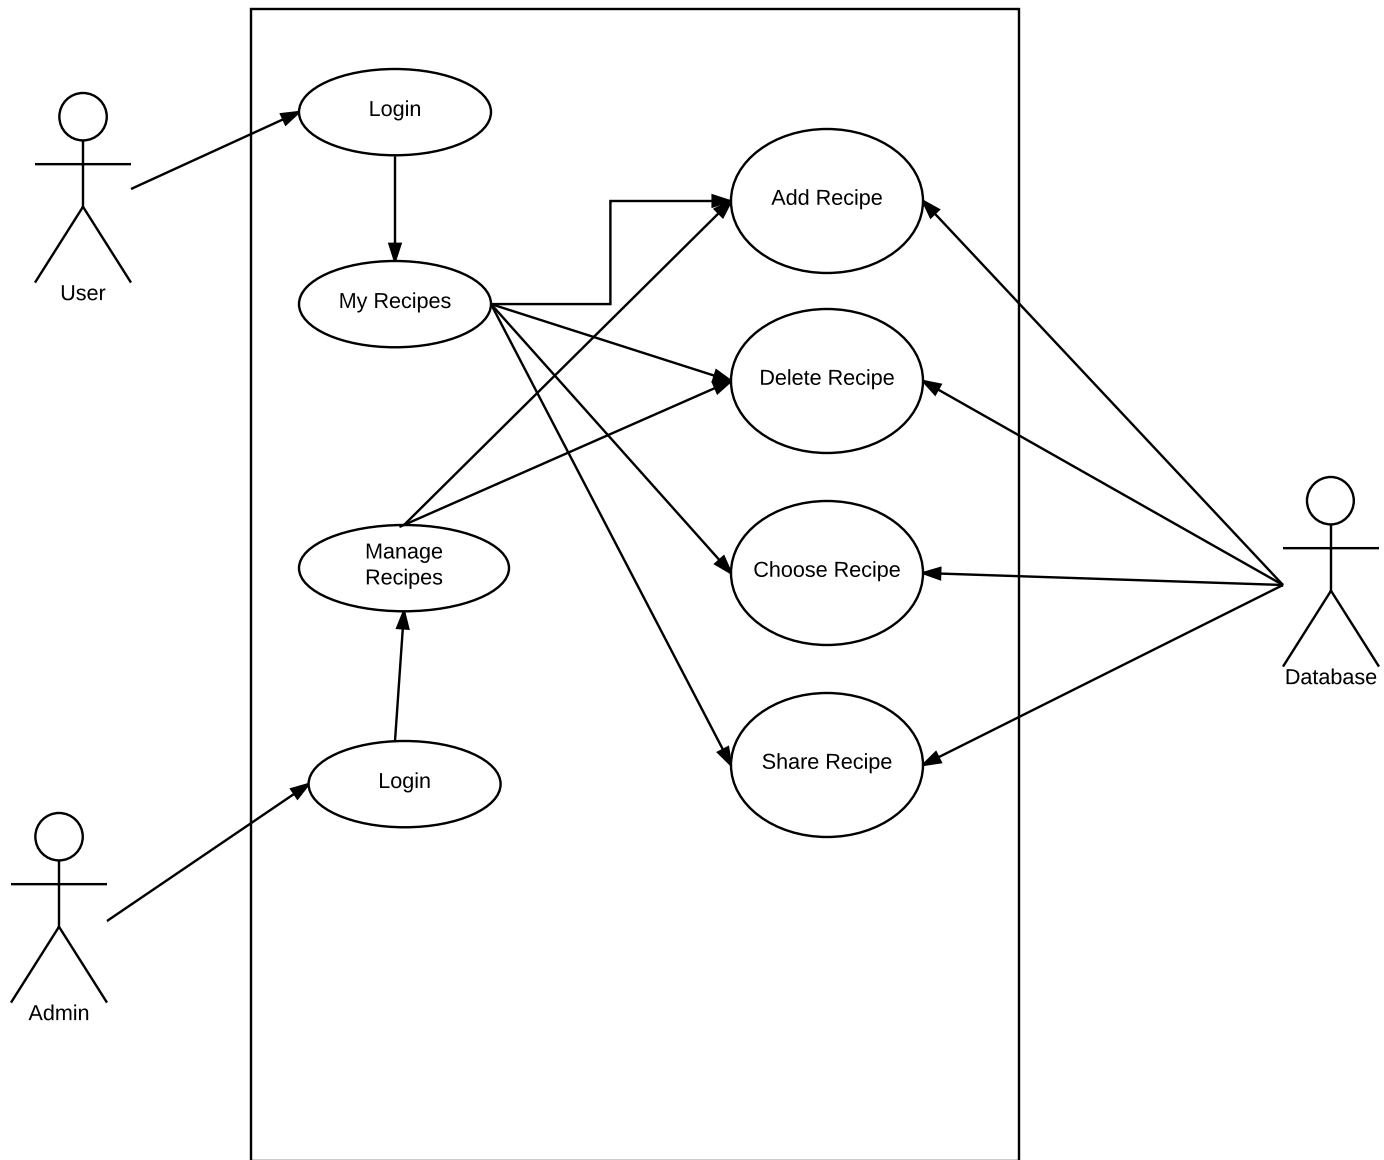 Login
Add Recipe
User
My Recipes
Delete Recipe
Manage
Recipes
Choose Recipe
Database
Login
Share Recipe
Admin